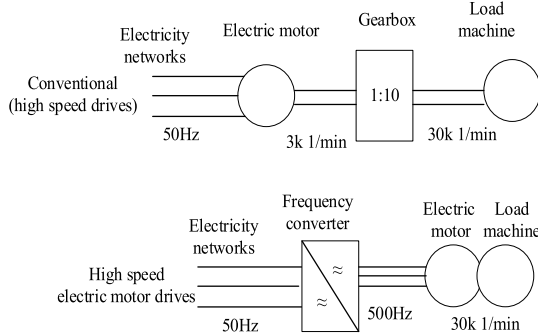 Electricity
networks
Electric motor
Gearbox
Load
machine
Conventional
(high speed drives)
1:10
50Hz
3k 1/min
30k 1/min
Frequency
converter
Electricity
networks
Electric
motor
Load
machine
High speed
electric motor drives
≈
≈
50Hz
500Hz
30k 1/min